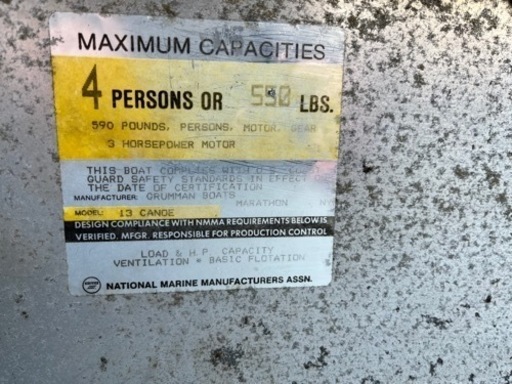 MAXIMUM CAPACITIES
4 PERSONS OR 550 LBS.
590 POUNDS, PERSONS, MOTOR, GEAR
3 HORSEPOWER MOTOR
THIS BOAT COMPLIES WITH U.S. COAST
GUARD SAFETY STANDARDS IN EFFECT ON
THE DATE OF CERTIFICATION
MANUFACTURER: GRUMMAN BOATS
MARATHON NY
MODEL: 13 CANOE
DESIGN COMPLIANCE WITH NMMA REQUIREMENTS BELOW IS
VERIFIED. MFGR. RESPONSIBLE FOR PRODUCTION CONTROL
LOAD & H.P. CAPACITY
VENTILATION * BASIC FLOTATION
NATIONAL MARINE MANUFACTURERS ASSN.